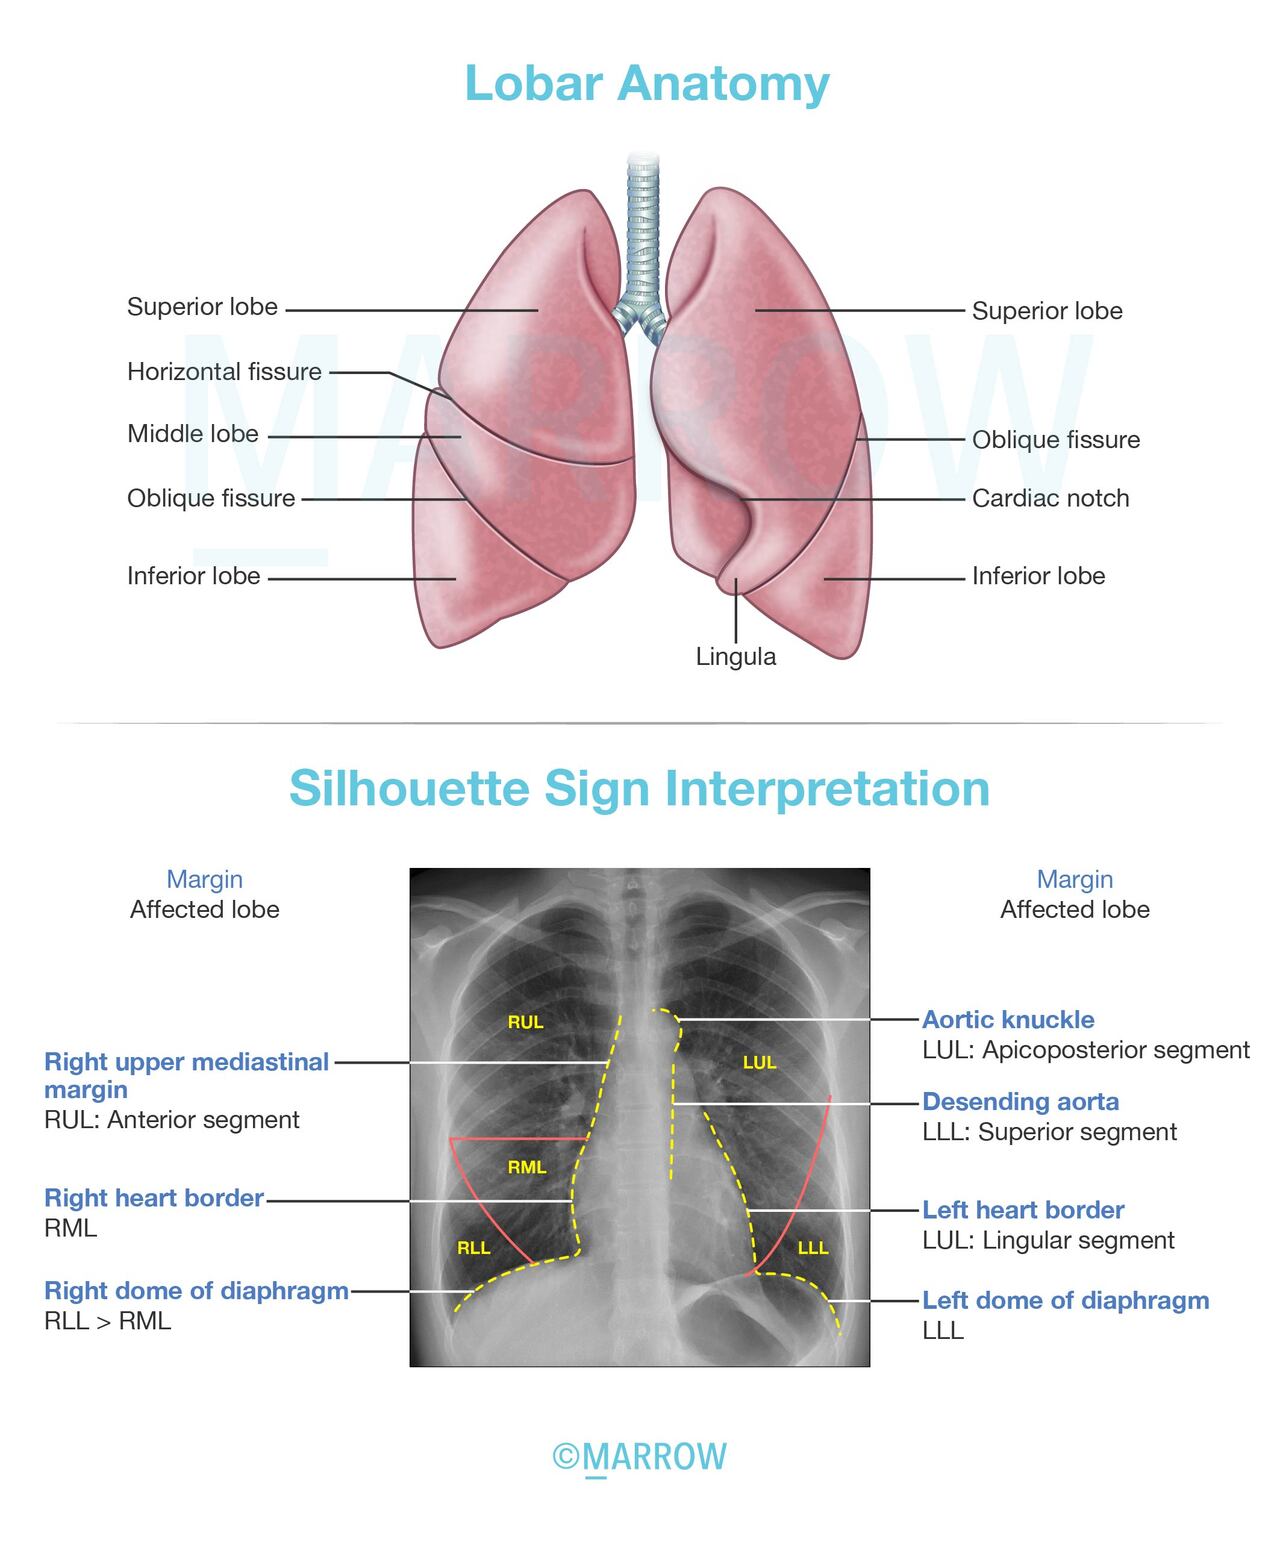 Lobar Anatomy
Superior lobe
Horizontal fissure
Middle lobe
Oblique fissure
Inferior lobe
Superior lobe
Oblique fissure
Cardiac notch
Inferior lobe
Lingula
MARROW
Silhouette Sign Interpretation
Margin
Affected lobe
Right upper mediastinal
margin
RUL: Anterior segment
Right heart border
RML
Right dome of diaphragm
RLL > RML
RUL
RML
RLL
LUL
LLL
Margin
Affected lobe
Aortic knuckle
LUL: Apicoposterior segment
Desending aorta
LLL: Superior segment
Left heart border
LUL: Lingular segment
Left dome of diaphragm
LLL
©MARROW